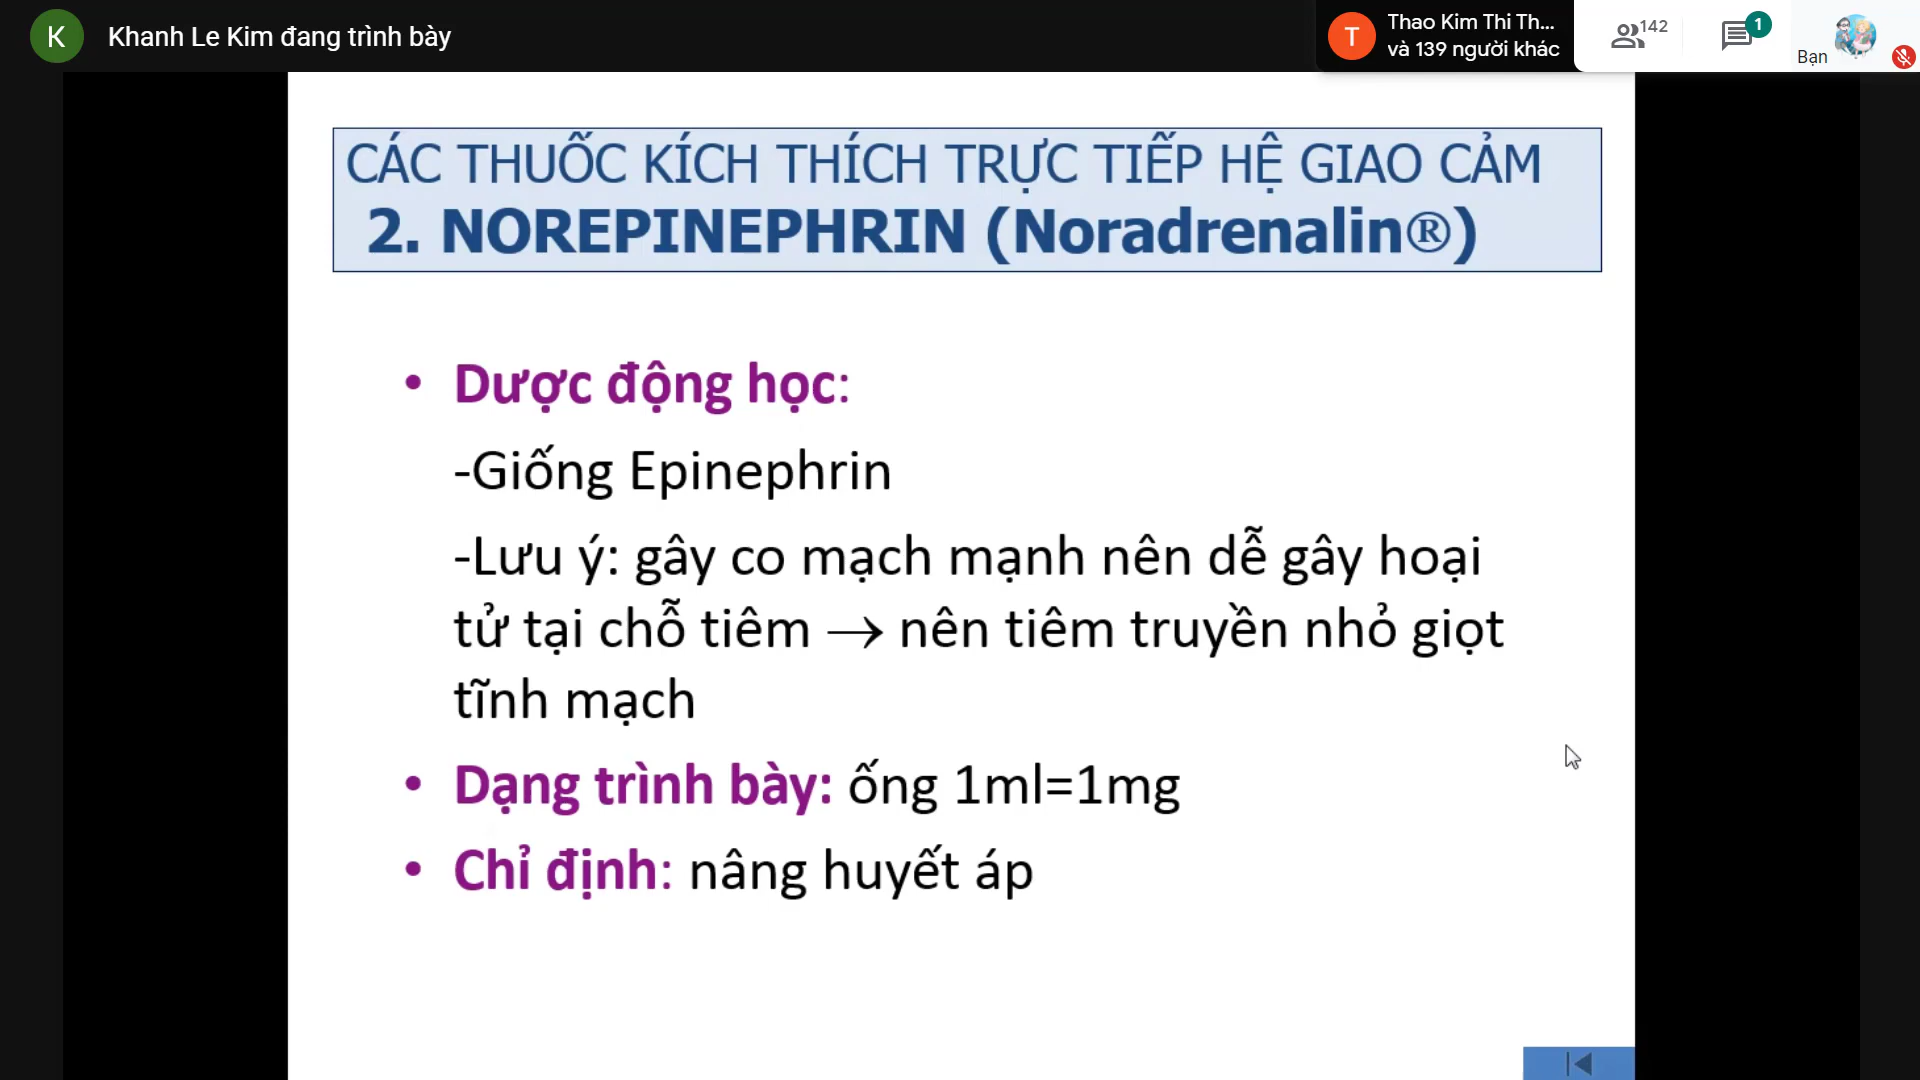 K
Khanh Le Kim đang trình bày
T
Thao Kim Thi Th...
và 139 người khác
142
1
Bạn
CÁC THUỐC KÍCH THÍCH TRỰC TIẾP HỆ GIAO CẢM
2. NOREPINEPHRIN (Noradrenalin®)
• Dược động học:
-Giống Epinephrin
-Lưu ý: gây co mạch mạnh nên dễ gây hoại
tử tại chỗ tiêm → nên tiêm truyền nhỏ giọt
tĩnh mạch
• Dạng trình bày: ống 1ml=1mg
• Chỉ định: nâng huyết áp